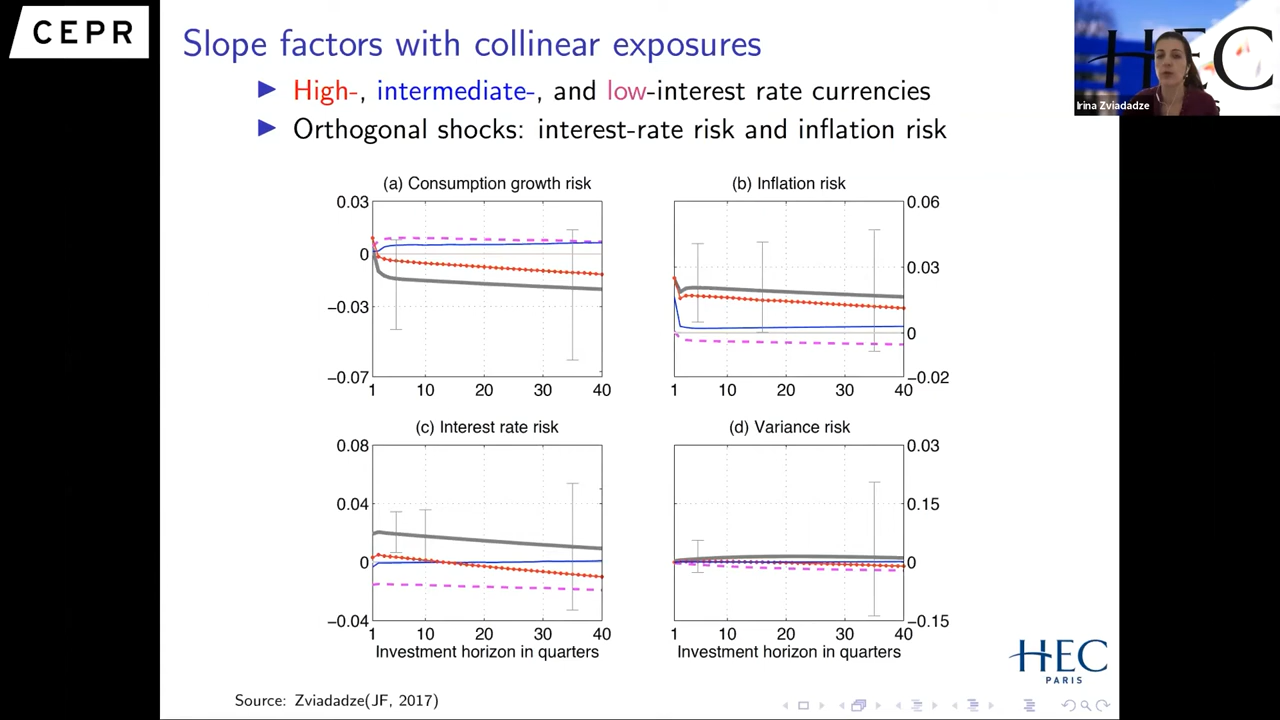 CEPR
Slope factors with collinear exposures
High-, intermediate-, and low-interest rate currencies
Orthogonal shocks: interest-rate risk and inflation risk
HEC
Irina Zviadadze
(a) Consumption growth risk
0.03
0
−0.03
−0.07
1 10 20 30 40
(b) Inflation risk
0.06
0.03
0
−0.02
1 10 20 30 40
(c) Interest rate risk
0.08
0.04
0
−0.04
1 10 20 30 40
Investment horizon in quarters
(d) Variance risk
0.03
0.15
0
−0.15
1 10 20 30 40
Investment horizon in quarters
HEC
PARIS
Source: Zviadadze(JF, 2017)